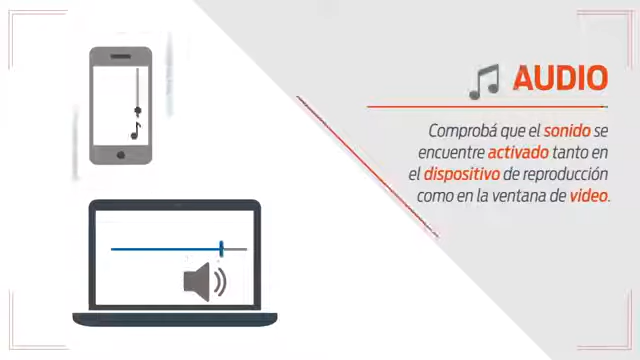 AUDIO
Comprobá que el sonido se
encuentre activado tanto en
el dispositivo de reproducción
como en la ventana de video.